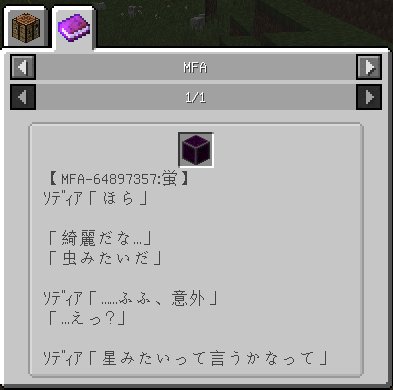 MFA
1/1
【MFA-64897357:蛍】
ｿﾃﾞｨｱ「ほら」
「綺麗だな…」
「虫みたいだ」
ｿﾃﾞｨｱ「……ふふ、意外」
「…えっ?」
ｿﾃﾞｨｱ「星みたいって言うかなって」